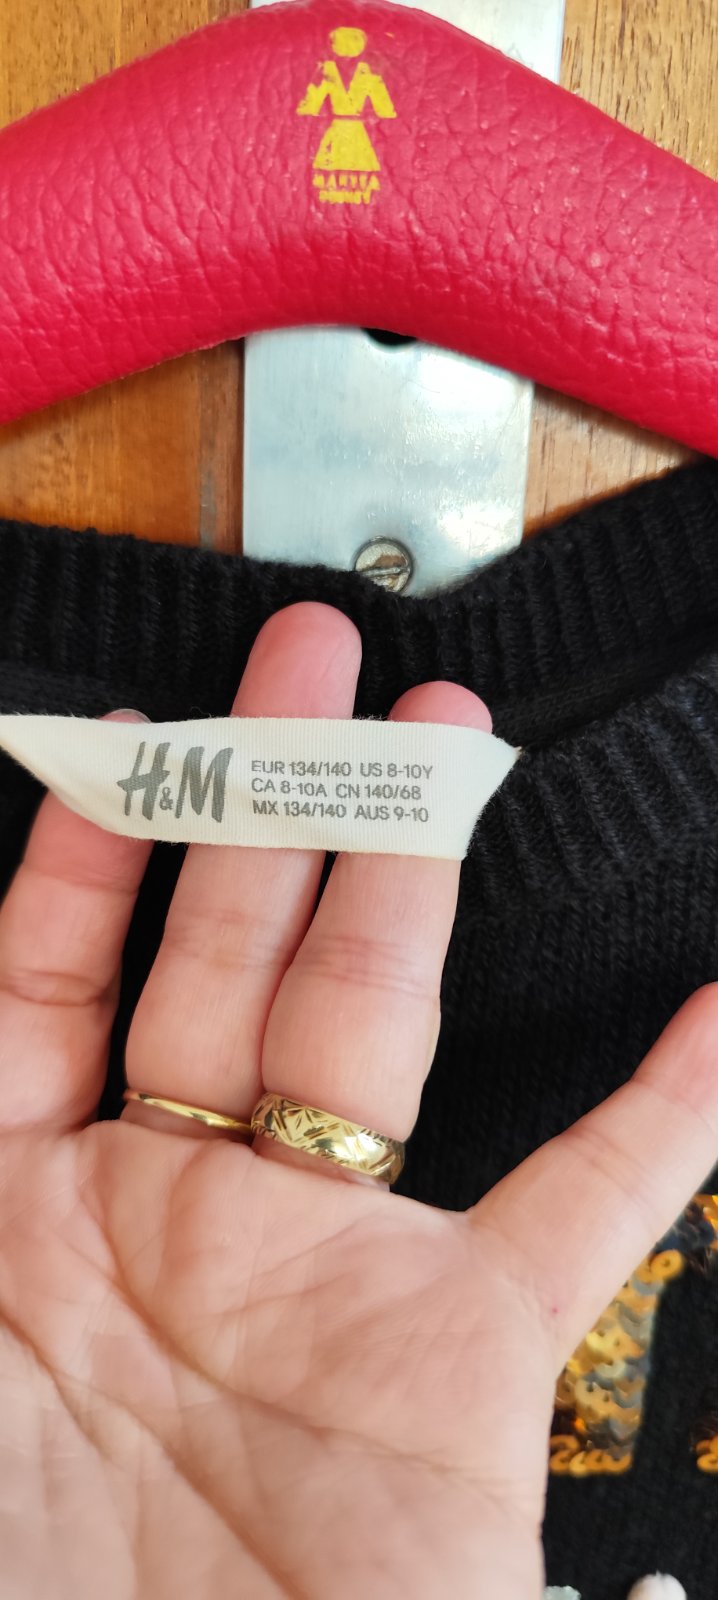 H&M
EUR 134/140 US 8-10Y
CA 8-10A CN 140/68
MX 134/140 AUS 9-10